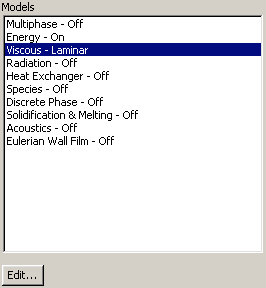 Models
Multiphase - Off
Energy - On
Viscous - Laminar
Radiation - Off
Heat Exchanger - Off
Species - Off
Discrete Phase - Off
Solidification & Melting - Off
Acoustics - Off
Eulerian Wall Film - Off
Edit...